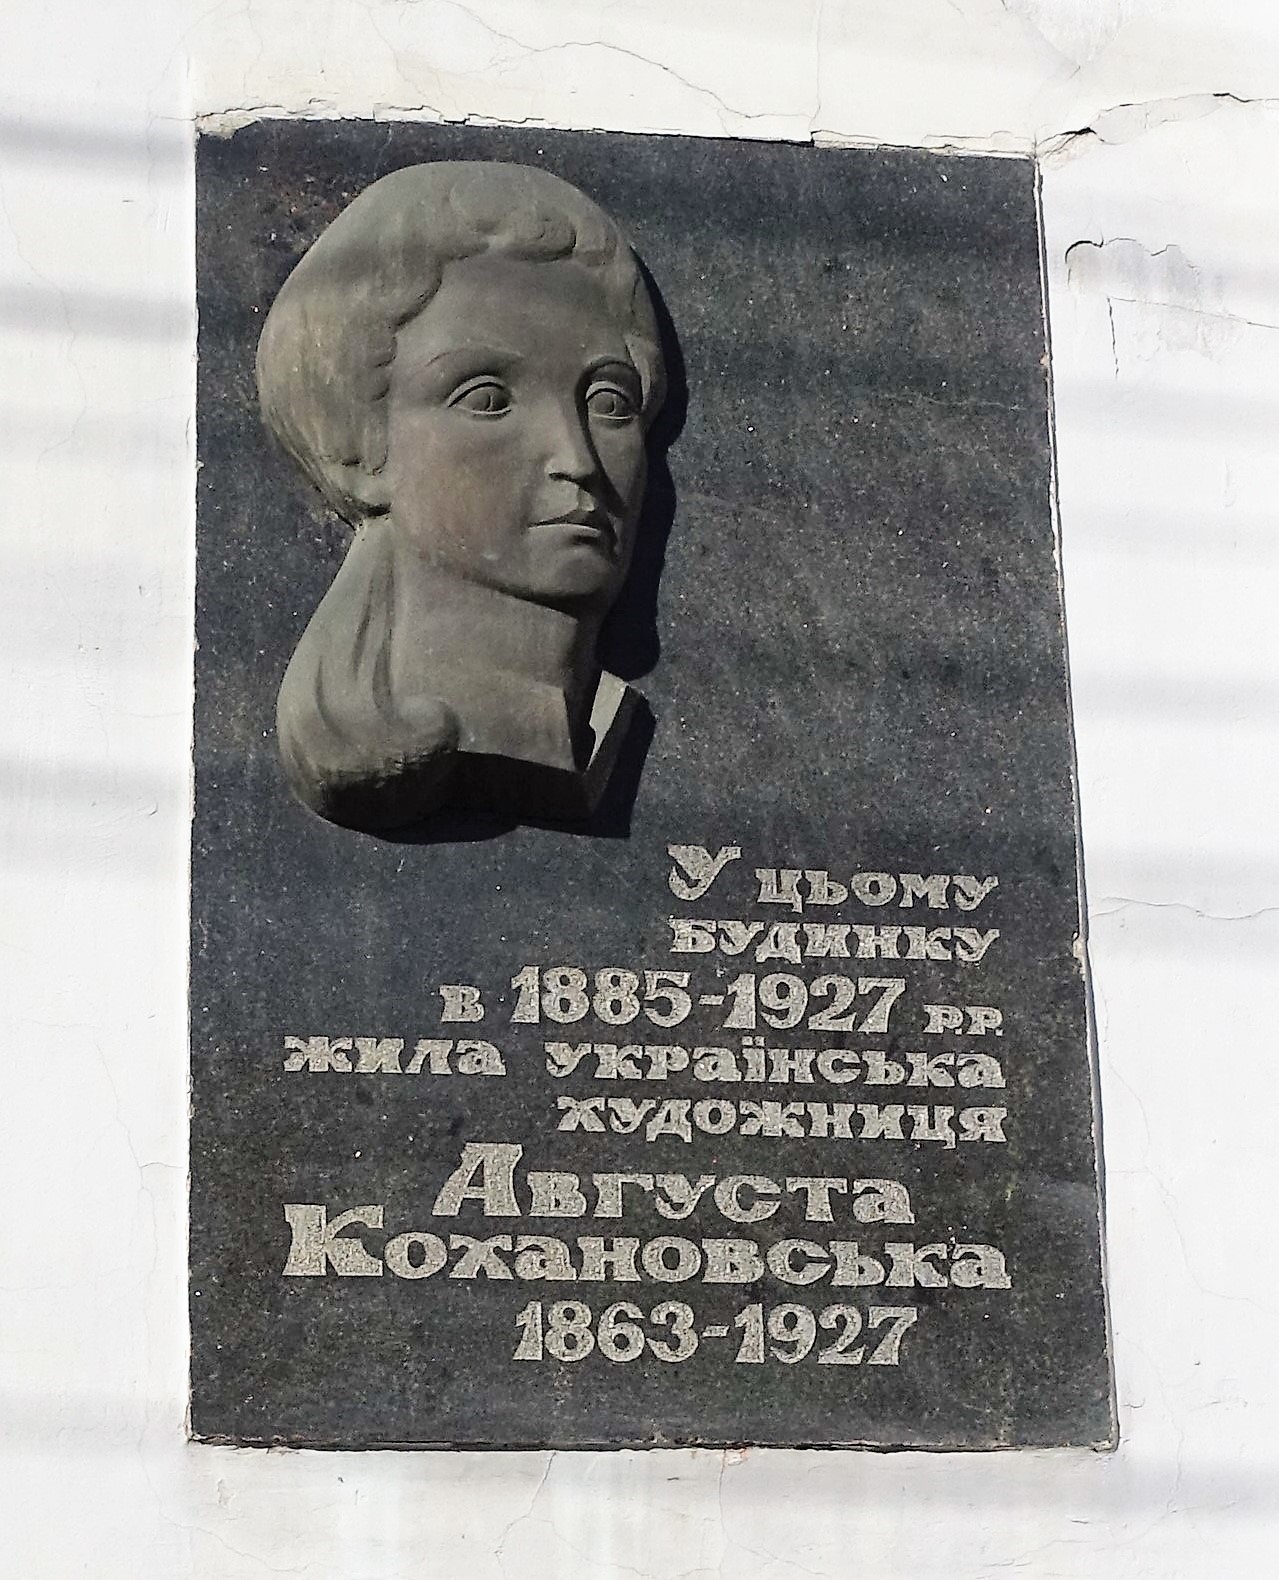 У цьому
будинку
в 1885-1927 р.р.
жила українська
художниця
Августа
Кохановська
1863-1927